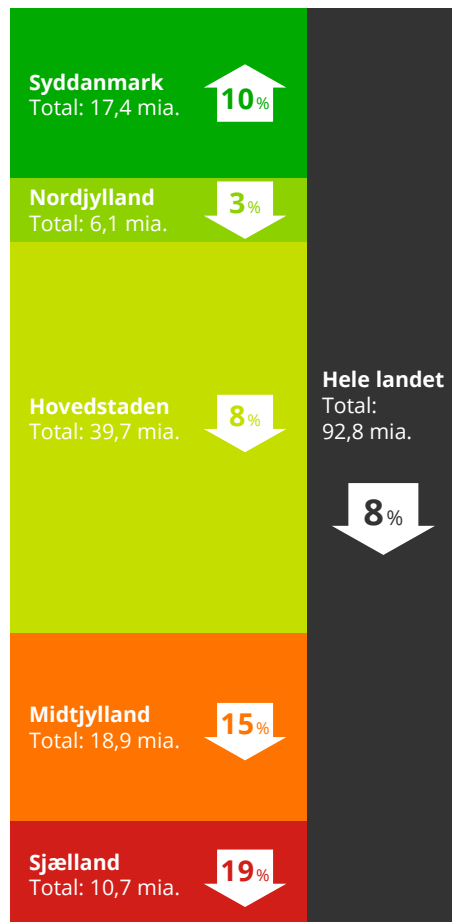 Syddanmark
Total: 17,4 mia.
10%
Nordjylland
Total: 6,1 mia.
3%
Hovedstaden
Total: 39,7 mia.
8%
Midtjylland
Total: 18,9 mia.
15%
Sjælland
Total: 10,7 mia.
19%
Hele landet
Total:
92,8 mia.
8%